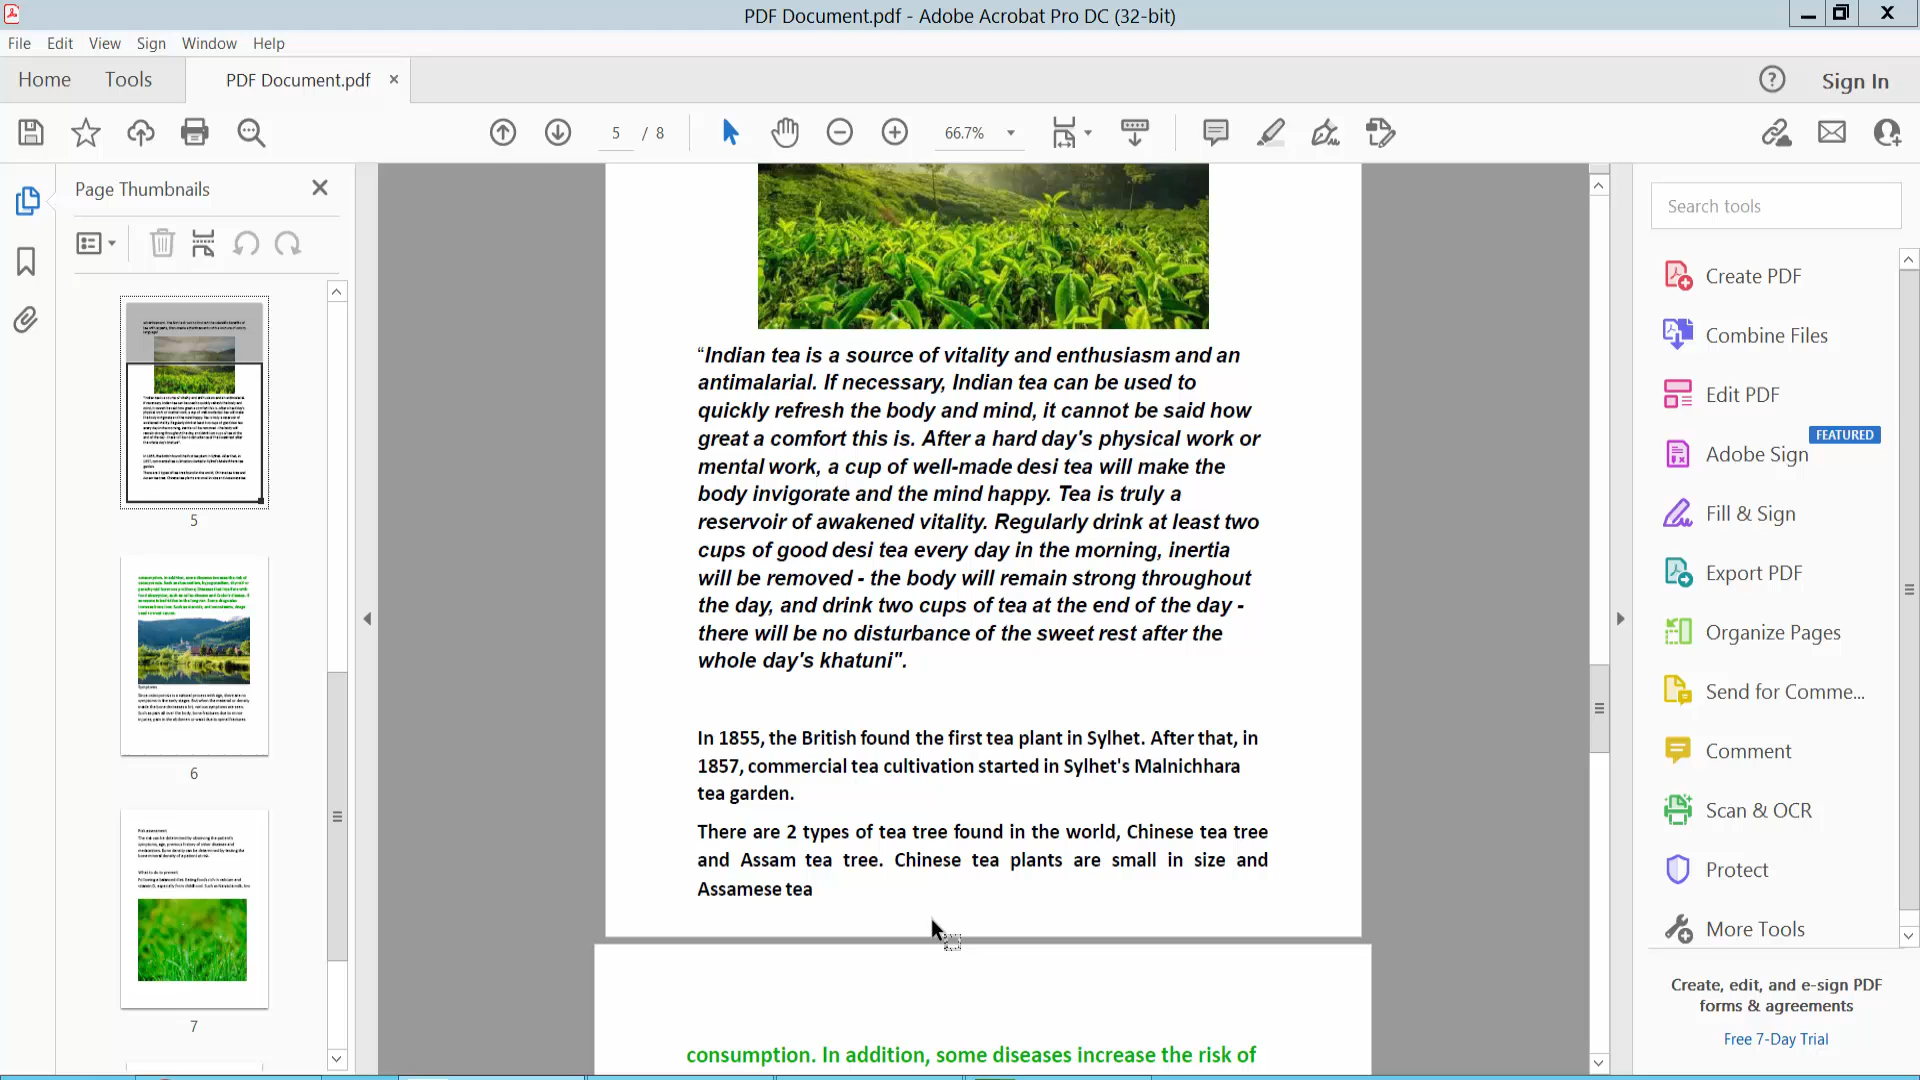 PDF Document.pdf - Adobe Acrobat Pro DC (32-bit)
File Edit View Sign Window Help
Home Tools PDF Document.pdf × Sign In
5 / 8 66.7%
Page Thumbnails
5
6
7
“Indian tea is a source of vitality and enthusiasm and an
antimalarial. If necessary, Indian tea can be used to
quickly refresh the body and mind, it cannot be said how
great a comfort this is. After a hard day's physical work or
mental work, a cup of well-made desi tea will make the
body invigorate and the mind happy. Tea is truly a
reservoir of awakened vitality. Regularly drink at least two
cups of good desi tea every day in the morning, inertia
will be removed - the body will remain strong throughout
the day, and drink two cups of tea at the end of the day -
there will be no disturbance of the sweet rest after the
whole day's khatuni".
In 1855, the British found the first tea plant in Sylhet. After that, in
1857, commercial tea cultivation started in Sylhet's Malnichhara
tea garden.
There are 2 types of tea tree found in the world, Chinese tea tree
and Assam tea tree. Chinese tea plants are small in size and
Assamese tea
consumption. In addition, some diseases increase the risk of
Search tools
Create PDF
Combine Files
Edit PDF
FEATURED
Adobe Sign
Fill & Sign
Export PDF
Organize Pages
Send for Comme...
Comment
Scan & OCR
Protect
More Tools
Create, edit, and e-sign PDF
forms & agreements
Free 7-Day Trial